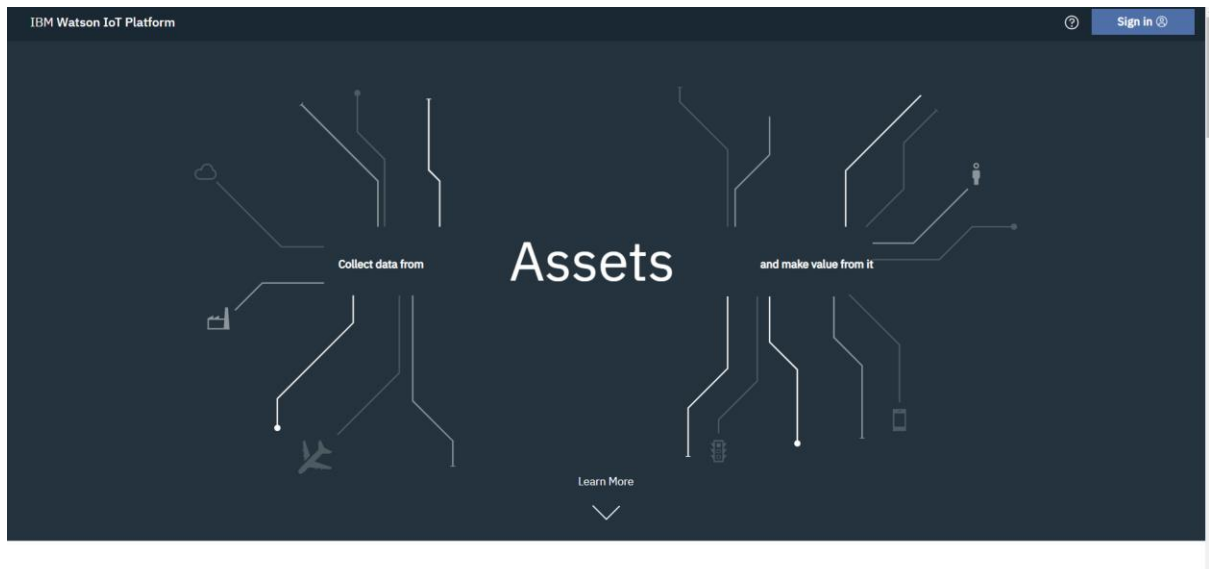 IBM Watson IoT Platform
Sign in
Collect data from
Assets
and make value from it
Learn More